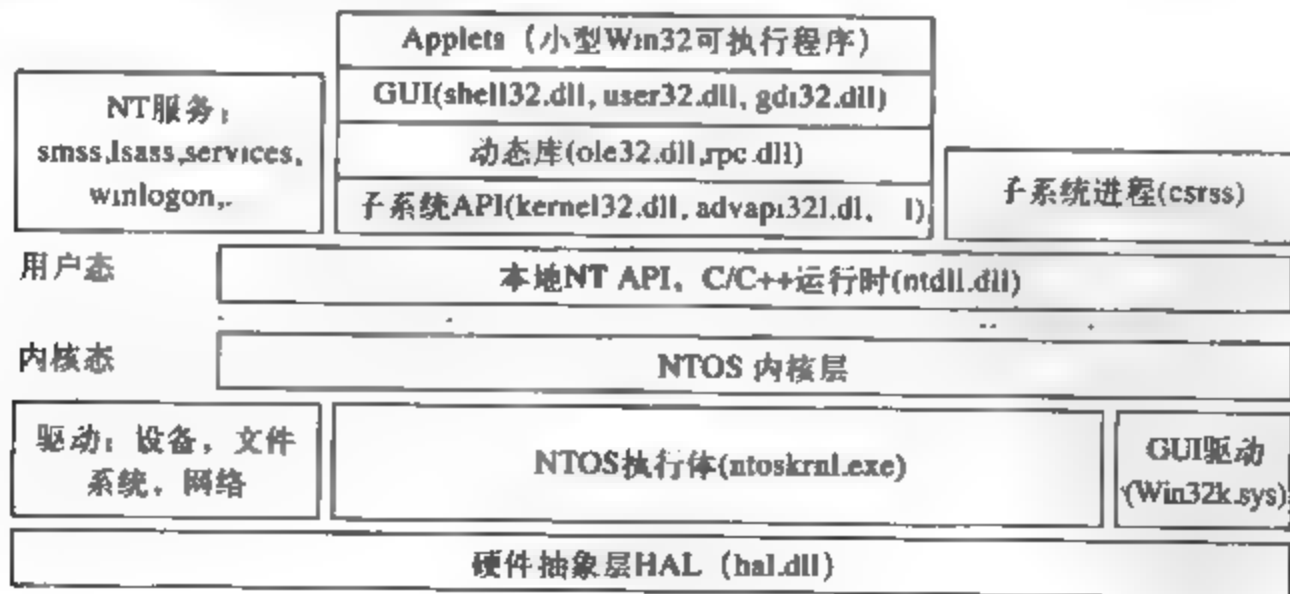 Applets（小型Win32可执行程序）
GUI(shell32.dll, user32.dll, gdi32.dll)
动态库(ole32.dll,rpc.dll)
子系统API(kernel32.dll, advapi32l.dl, l)
NT服务：
smss,lsass,services,
winlogon,.
子系统进程(csrss)
用户态
本地NT API、C/C++运行时(ntdll.dll)
内核态
NTOS 内核层
驱动：设备，文件
系统、网络
NTOS执行体(ntoskrnl.exe)
GUI驱动
(Win32k.sys)
硬件抽象层HAL（hal.dll）